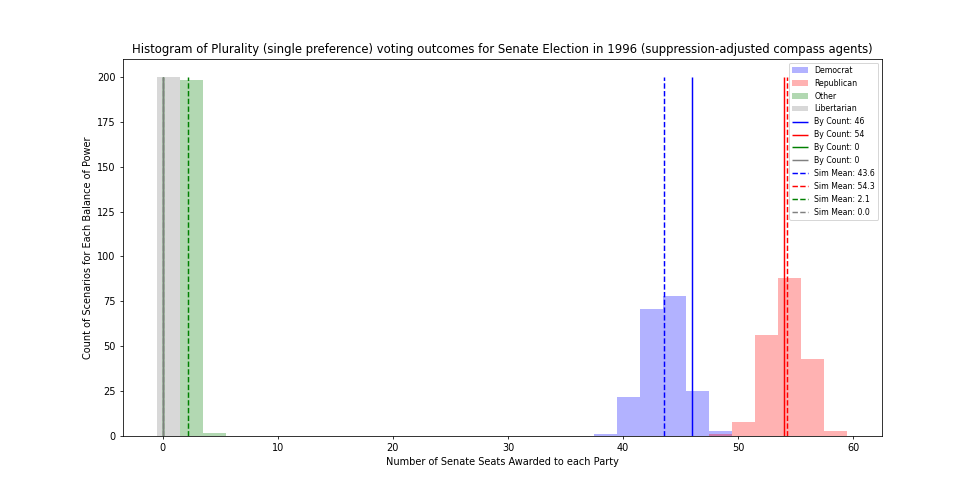 Histogram of Plurality (single preference) voting outcomes for Senate Election in 1996 (suppression-adjusted compass agents)
Count of Scenarios for Each Balance of Power
200
175
150
125
100
75
50
25
0
0
10
20
30
40
50
60
Number of Senate Seats Awarded to each Party
Democrat
Republican
Other
Libertarian
By Count: 46
By Count: 54
By Count: 0
By Count: 0
Sim Mean: 43.6
Sim Mean: 54.3
Sim Mean: 2.1
Sim Mean: 0.0